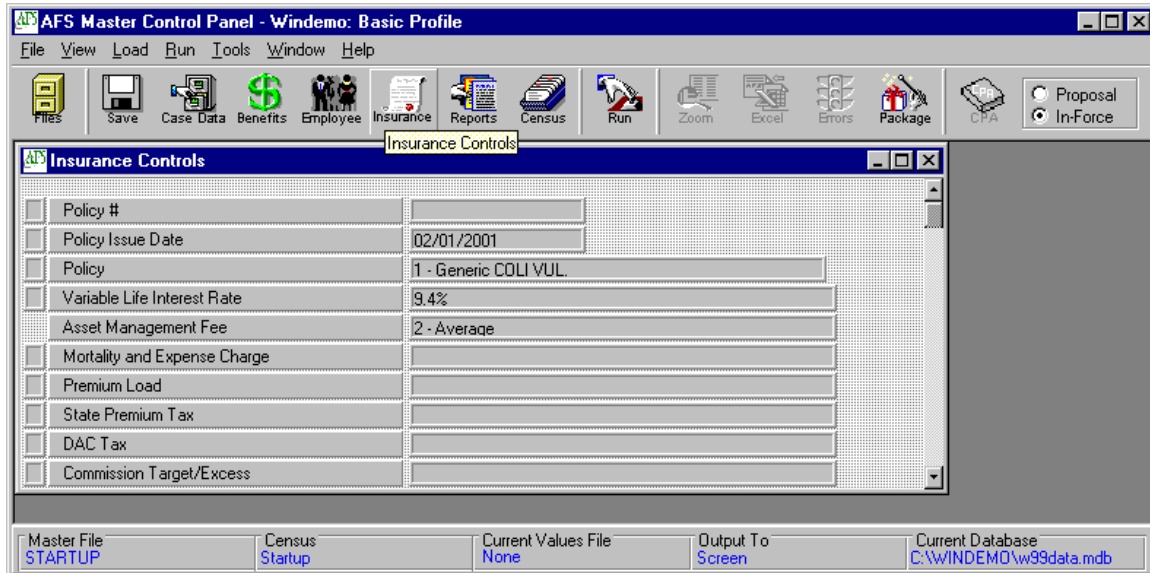 AFS AFS Master Control Panel - Windemo: Basic Profile
File View Load Run Tools Window Help
Files Save Case Data Benefits Employee Insurance Reports Census Run Zoom Excel Errors Package CPA
Proposal
In-Force
Insurance Controls
AFS Insurance Controls
Policy #
Policy Issue Date 02/01/2001
Policy 1 - Generic COLI VUL.
Variable Life Interest Rate 9.4%
Asset Management Fee 2 - Average
Mortality and Expense Charge
Premium Load
State Premium Tax
DAC Tax
Commission Target/Excess
Master File Census Current Values File Output To Current Database
STARTUP Startup None Screen C:\WINDEMO\w99data.mdb